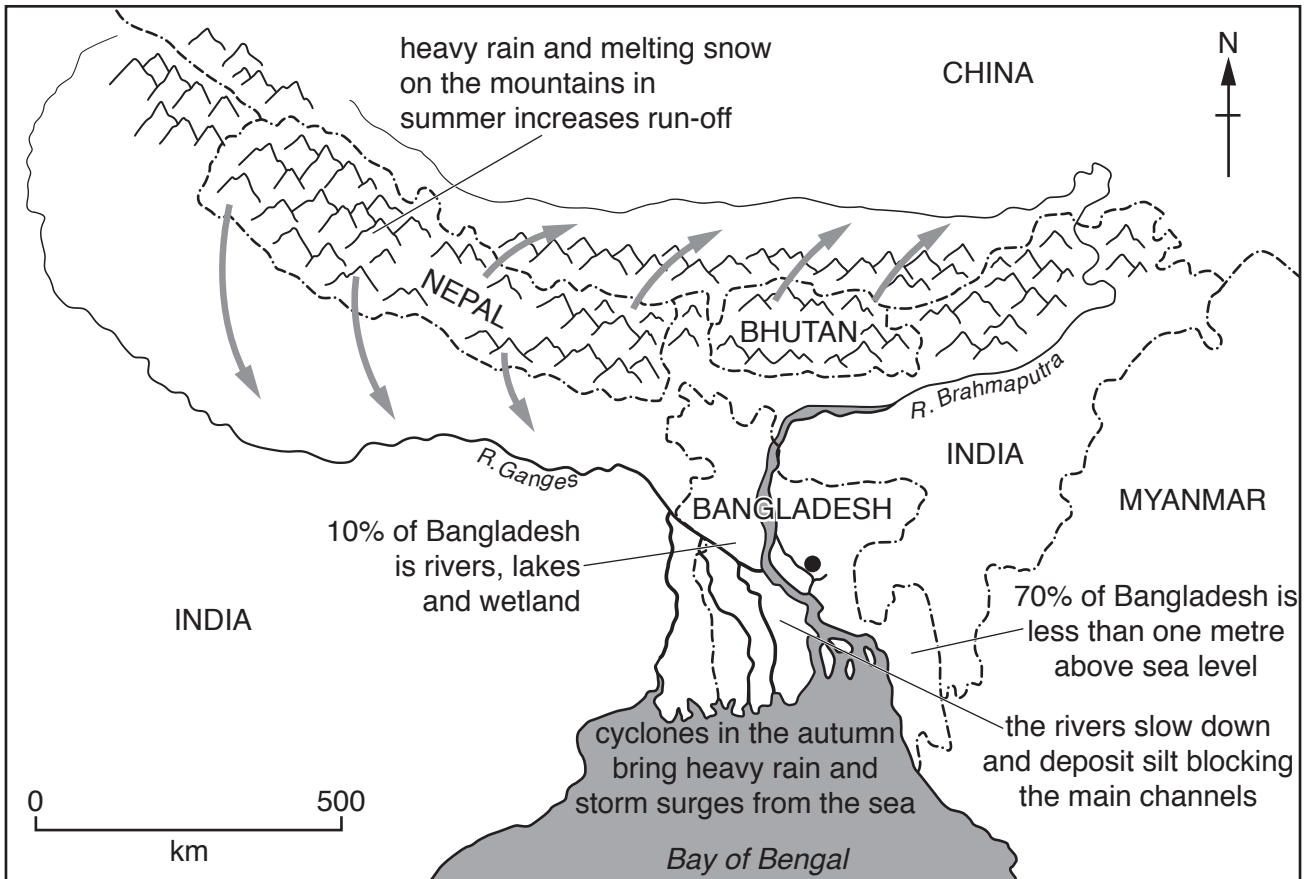 heavy rain and melting snow
on the mountains in
summer increases run-off
CHINA
N
NEPAL
BHUTAN
R. Brahmaputra
INDIA
R. Ganges
BANGLADESH
MYANMAR
10% of Bangladesh
is rivers, lakes
and wetland
INDIA
70% of Bangladesh is
less than one metre
above sea level
the rivers slow down
and deposit silt blocking
the main channels
cyclones in the autumn
bring heavy rain and
storm surges from the sea
0 500
km
Bay of Bengal